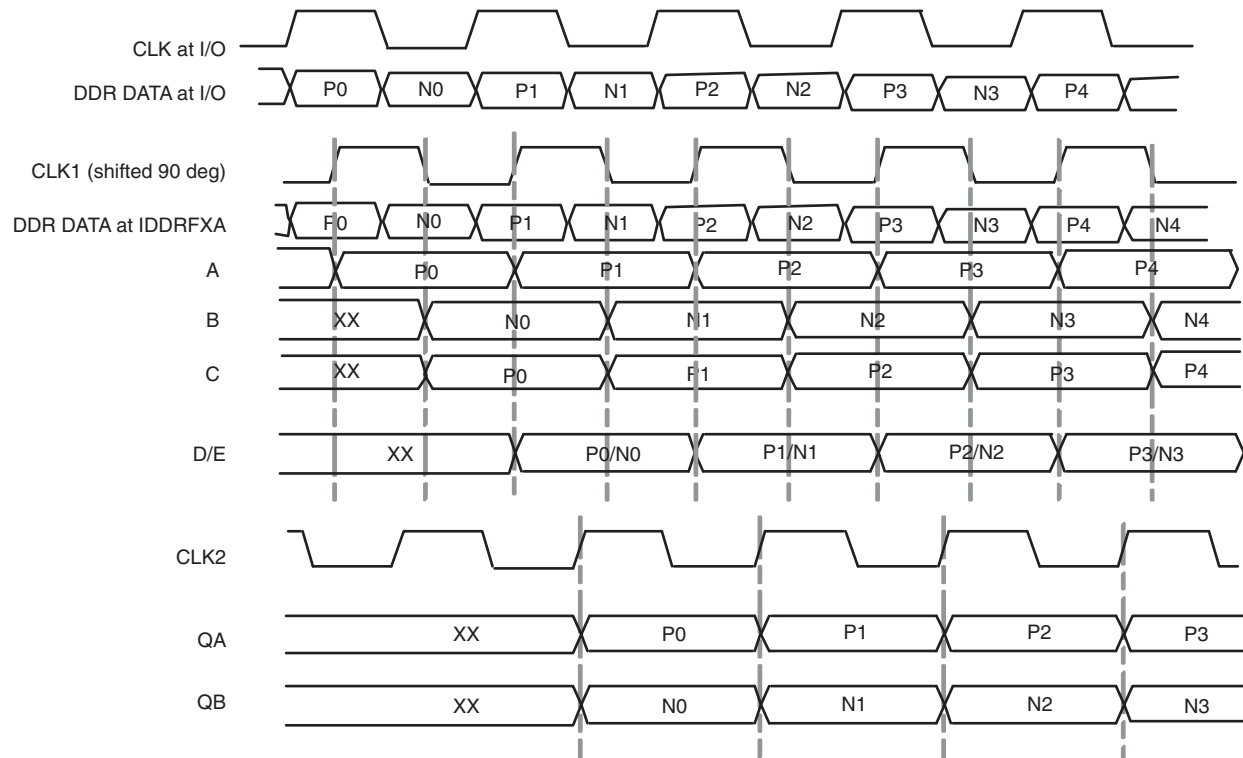 CLK at I/O
DDR DATA at I/O P0 N0 P1 N1 P2 N2 P3 N3 P4
CLK1 (shifted 90 deg)
DDR DATA at IDDRFXA P0 N0 P1 N1 P2 N2 P3 N3 P4 N4
A P0 P1 P2 P3 P4
B XX N0 N1 N2 N3 N4
C XX P0 P1 P2 P3 P4
D/E XX P0/N0 P1/N1 P2/N2 P3/N3
CLK2
QA XX P0 P1 P2 P3
QB XX N0 N1 N2 N3